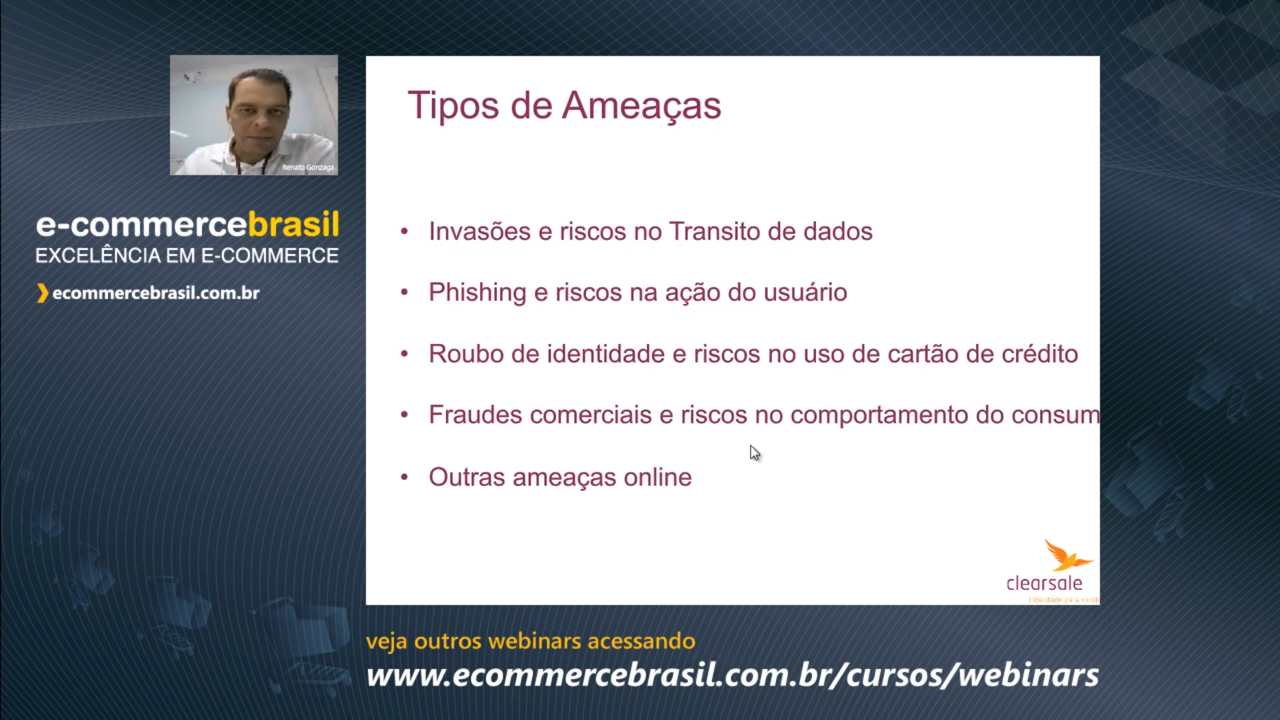 Renato Gonzaga
e-commercebrasil
EXCELÊNCIA EM E-COMMERCE
ecommercebrasil.com.br
Tipos de Ameaças
• Invasões e riscos no Transito de dados
• Phishing e riscos na ação do usuário
• Roubo de identidade e riscos no uso de cartão de crédito
• Fraudes comerciais e riscos no comportamento do consum
• Outras ameaças online
clearsale
veja outros webinars acessando
www.ecommercebrasil.com.br/cursos/webinars